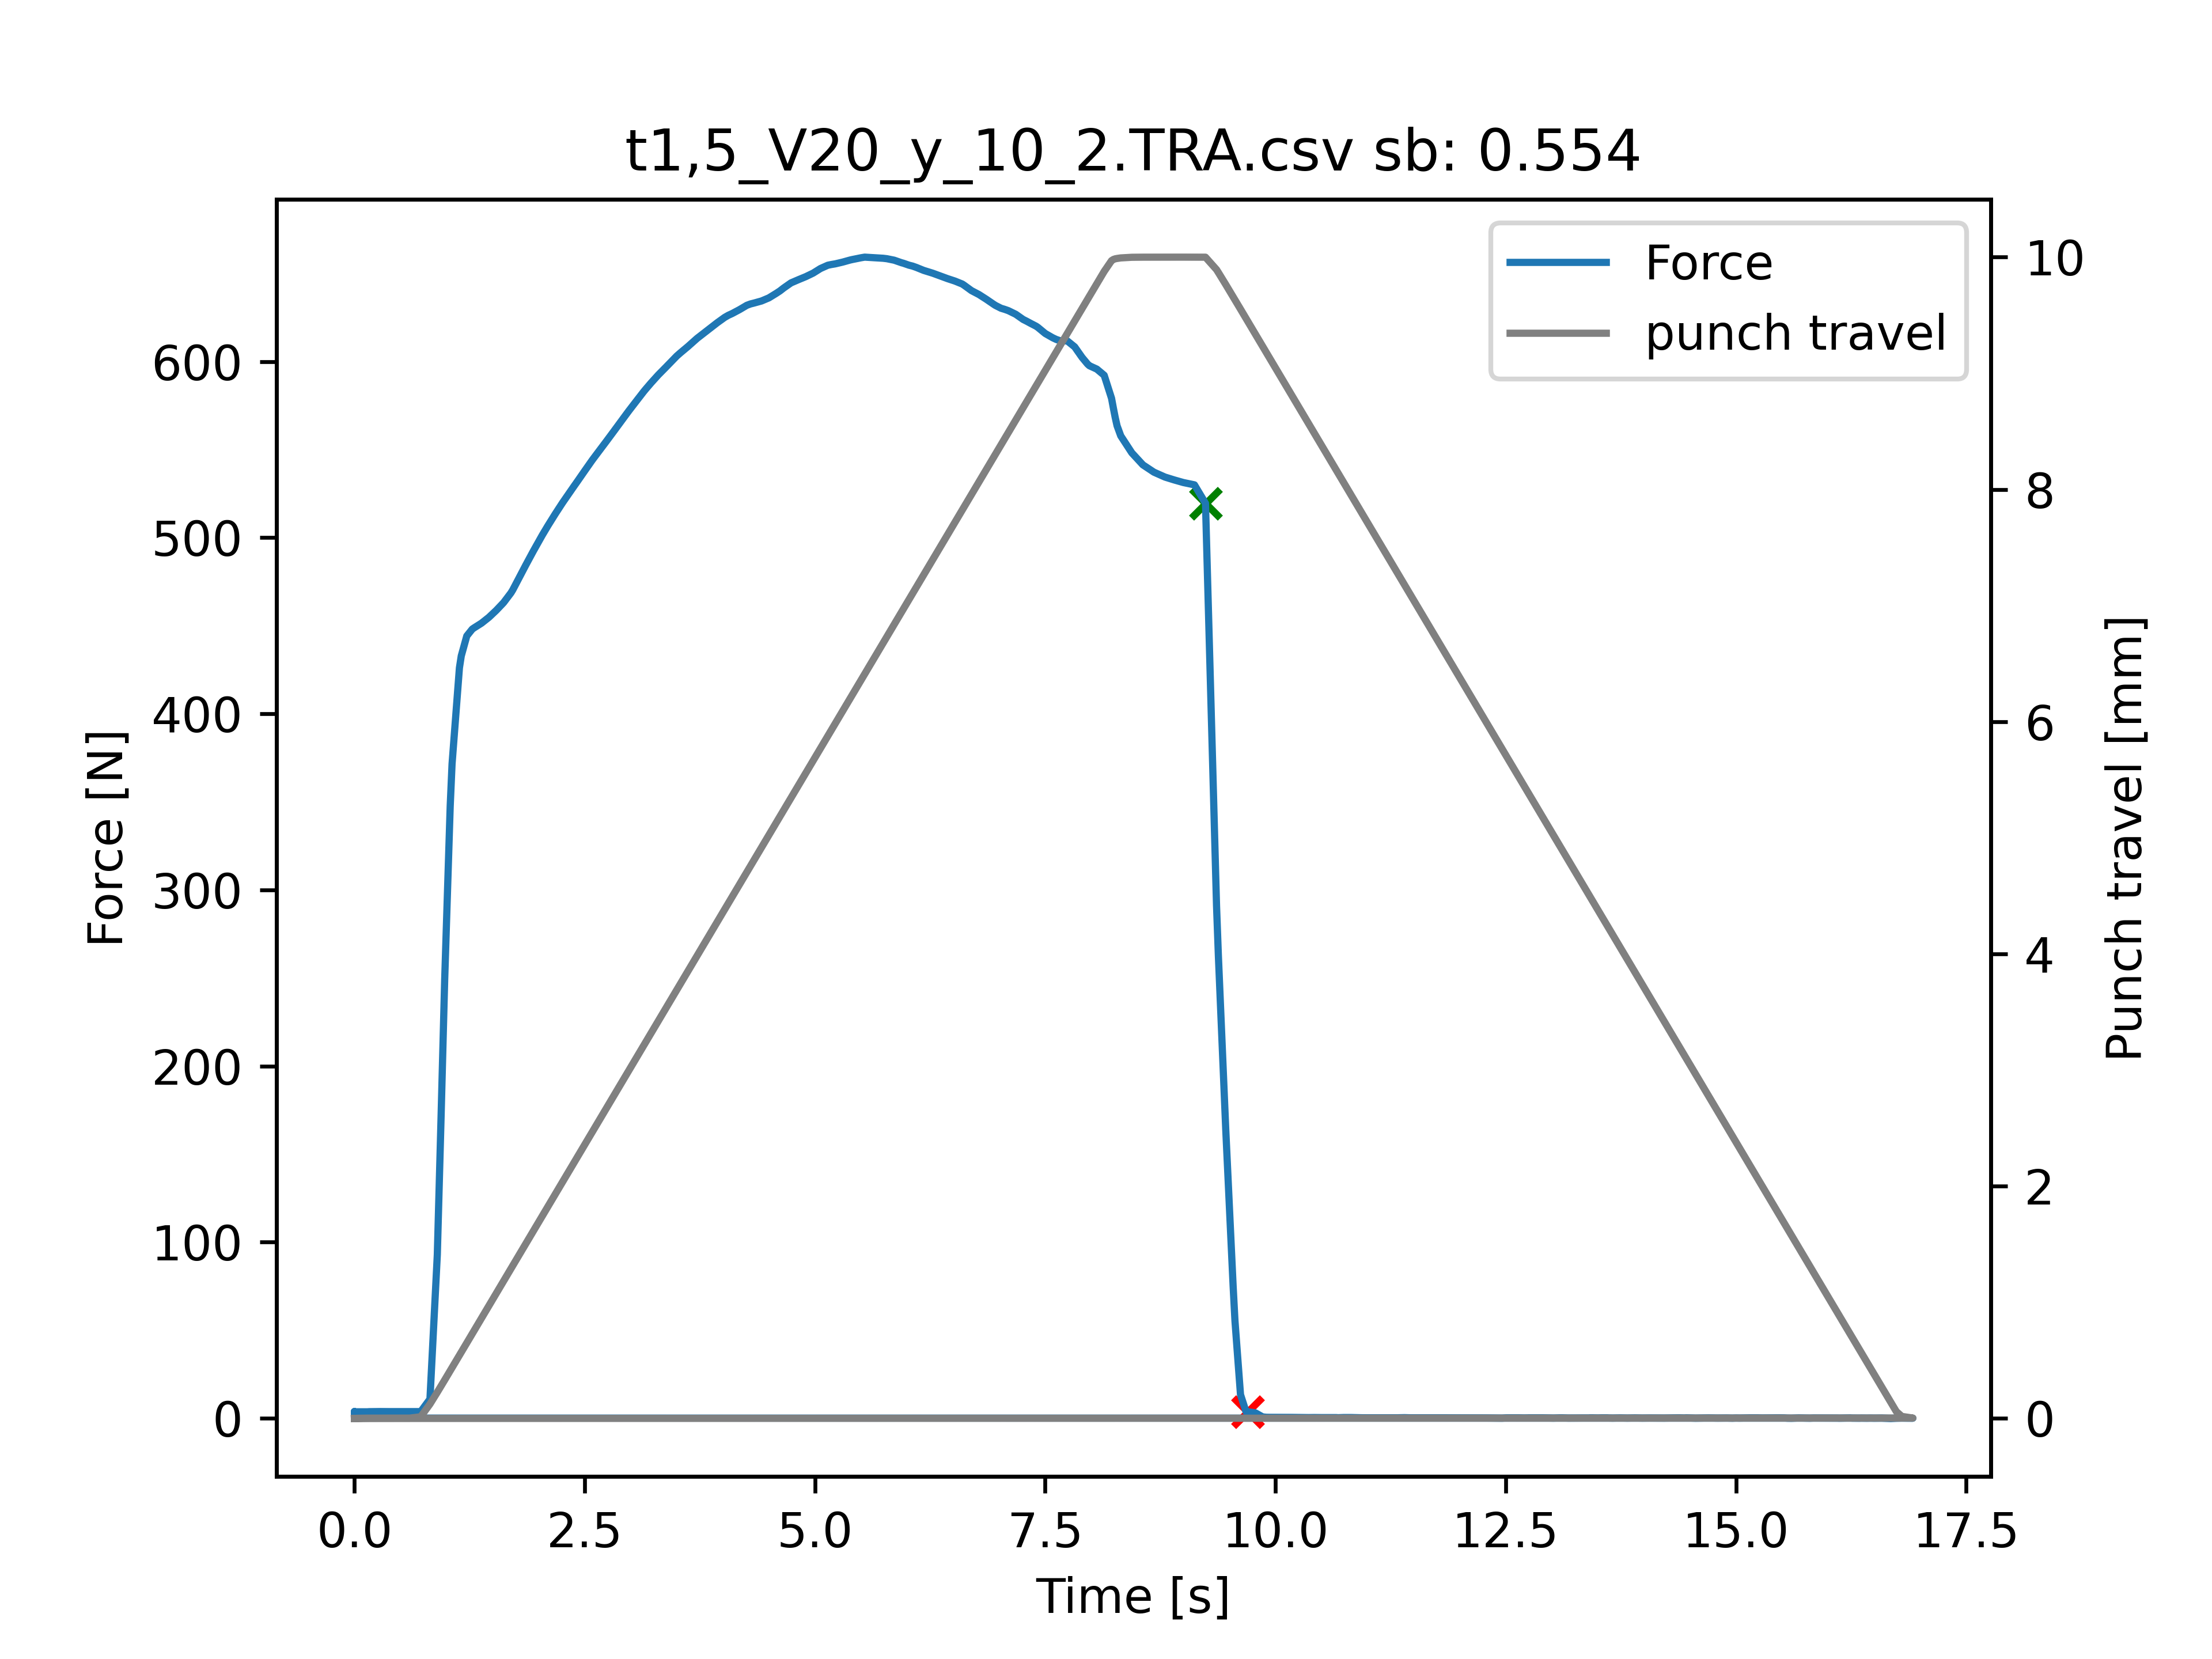 t1,5_V20_y_10_2.TRA.csv sb: 0.554
Force
punch travel
Force [N]
600
500
400
300
200
100
0
10
8
6
4
2
0
Punch travel [mm]
0.0 2.5 5.0 7.5 10.0 12.5 15.0 17.5
Time [s]